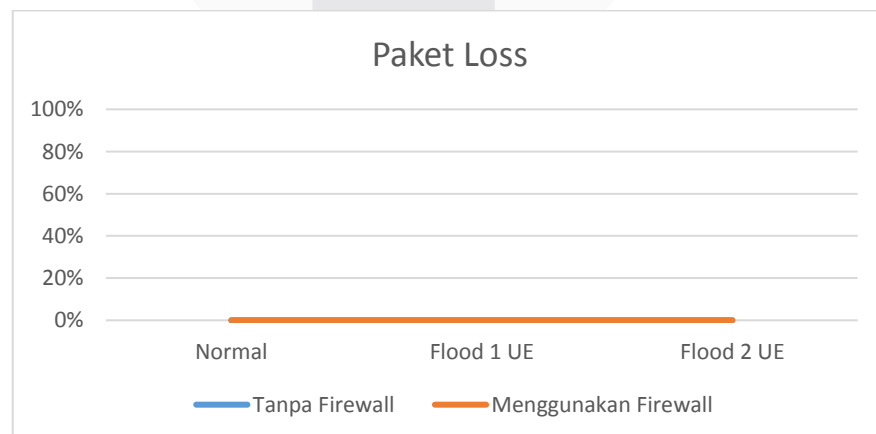 Paket Loss
100%
80%
60%
40%
20%
0%
Normal Flood 1 UE Flood 2 UE
Tanpa Firewall Menggunakan Firewall